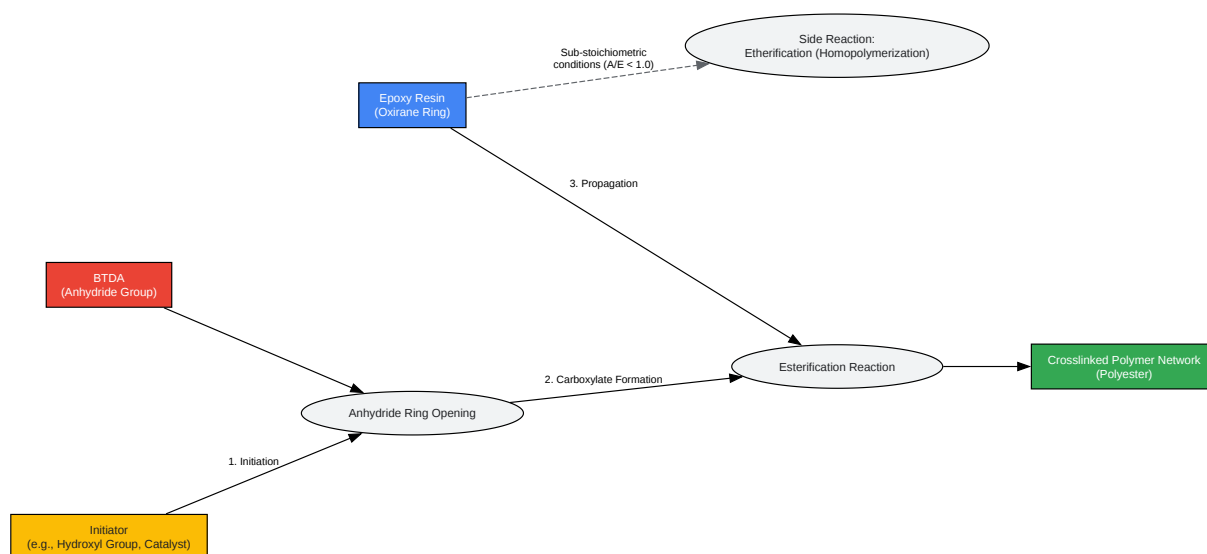 Side Reaction:
Etherification (Homopolymerization)
Sub-stoichiometric
conditions (A/E < 1.0)
Epoxy Resin
(Oxirane Ring)
3. Propagation
BTDA
(Anhydride Group)
Esterification Reaction
Crosslinked Polymer Network
(Polyester)
2. Carboxylate Formation
Anhydride Ring Opening
1. Initiation
Initiator
(e.g., Hydroxyl Group, Catalyst)